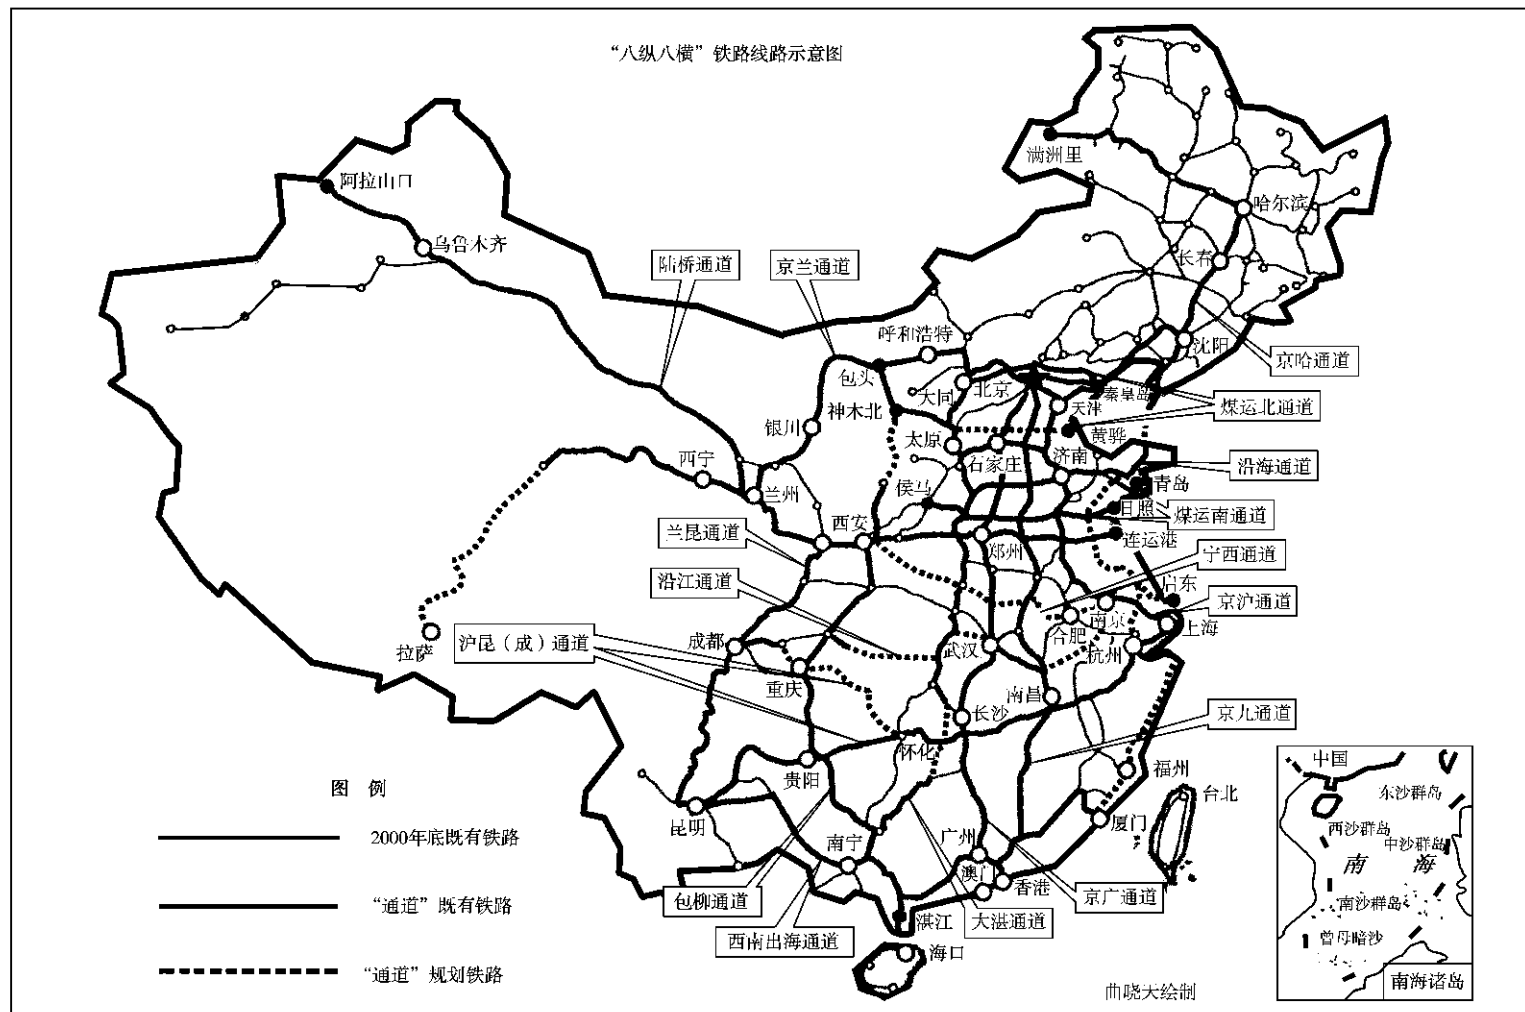 “八纵八横”铁路线路示意图
满洲里
阿拉山口
哈尔滨
乌鲁木齐
长春
陆桥通道
京兰通道
呼和浩特
沈阳
京哈通道
包头
北京
大同
秦皇岛
天津
煤运北通道
神木北
银川
太原
黄骅
西宁
石家庄
济南
沿海通道
兰州
侯马
青岛
日照
煤运南通道
兰昆通道
西安
郑州
连运港
宁西通道
沿江通道
启东
京沪通道
南京
合肥
上海
拉萨
沪昆（成）通道
成都
武汉
杭州
重庆
南昌
长沙
京九通道
怀化
贵阳
福州
台北
昆明
厦门
南宁
广州
澳门
香港
包柳通道
湛江
大湛通道
京广通道
西南出海通道
海口
图 例
2000年底既有铁路
“通道”既有铁路
“通道”规划铁路
中国
东沙群岛
西沙群岛
中沙群岛
南 海
南沙群岛
曾母暗沙
南海诸岛
曲晓天绘制